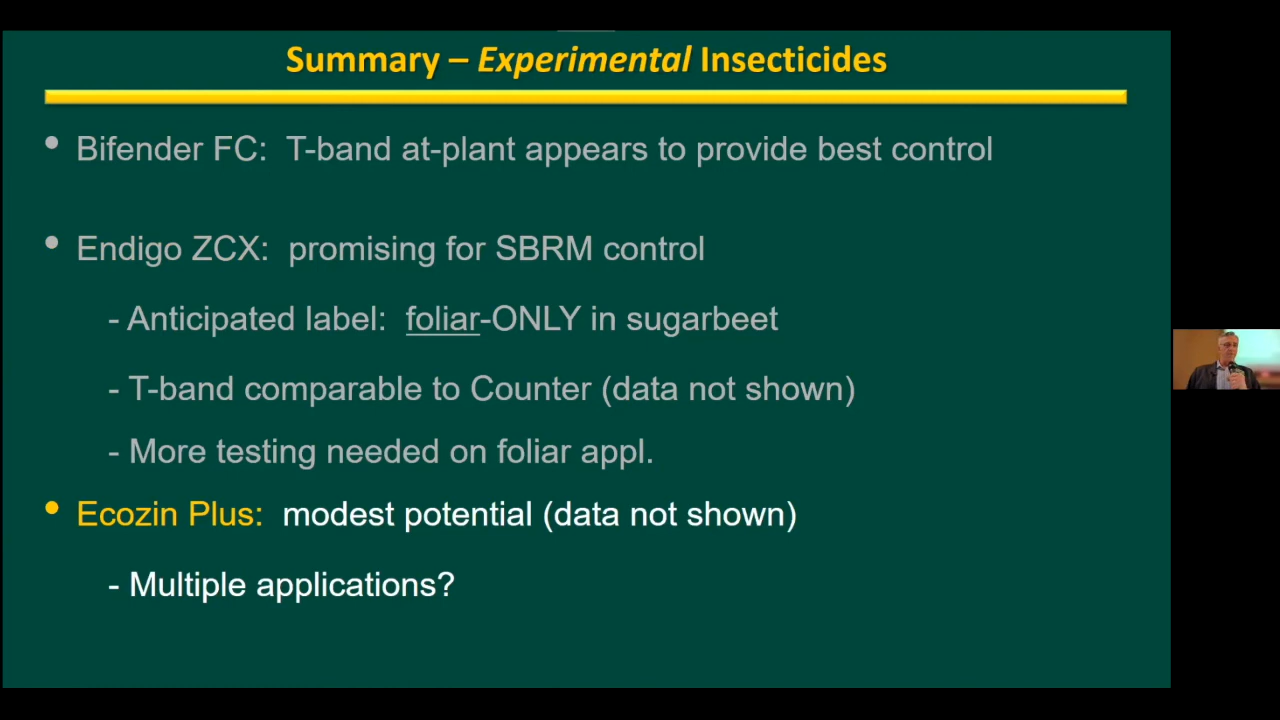 Summary – Experimental Insecticides
• Bifender FC: T-band at-plant appears to provide best control
• Endigo ZCX: promising for SBRM control
- Anticipated label: foliar-ONLY in sugarbeet
- T-band comparable to Counter (data not shown)
- More testing needed on foliar appl.
• Ecozin Plus: modest potential (data not shown)
- Multiple applications?